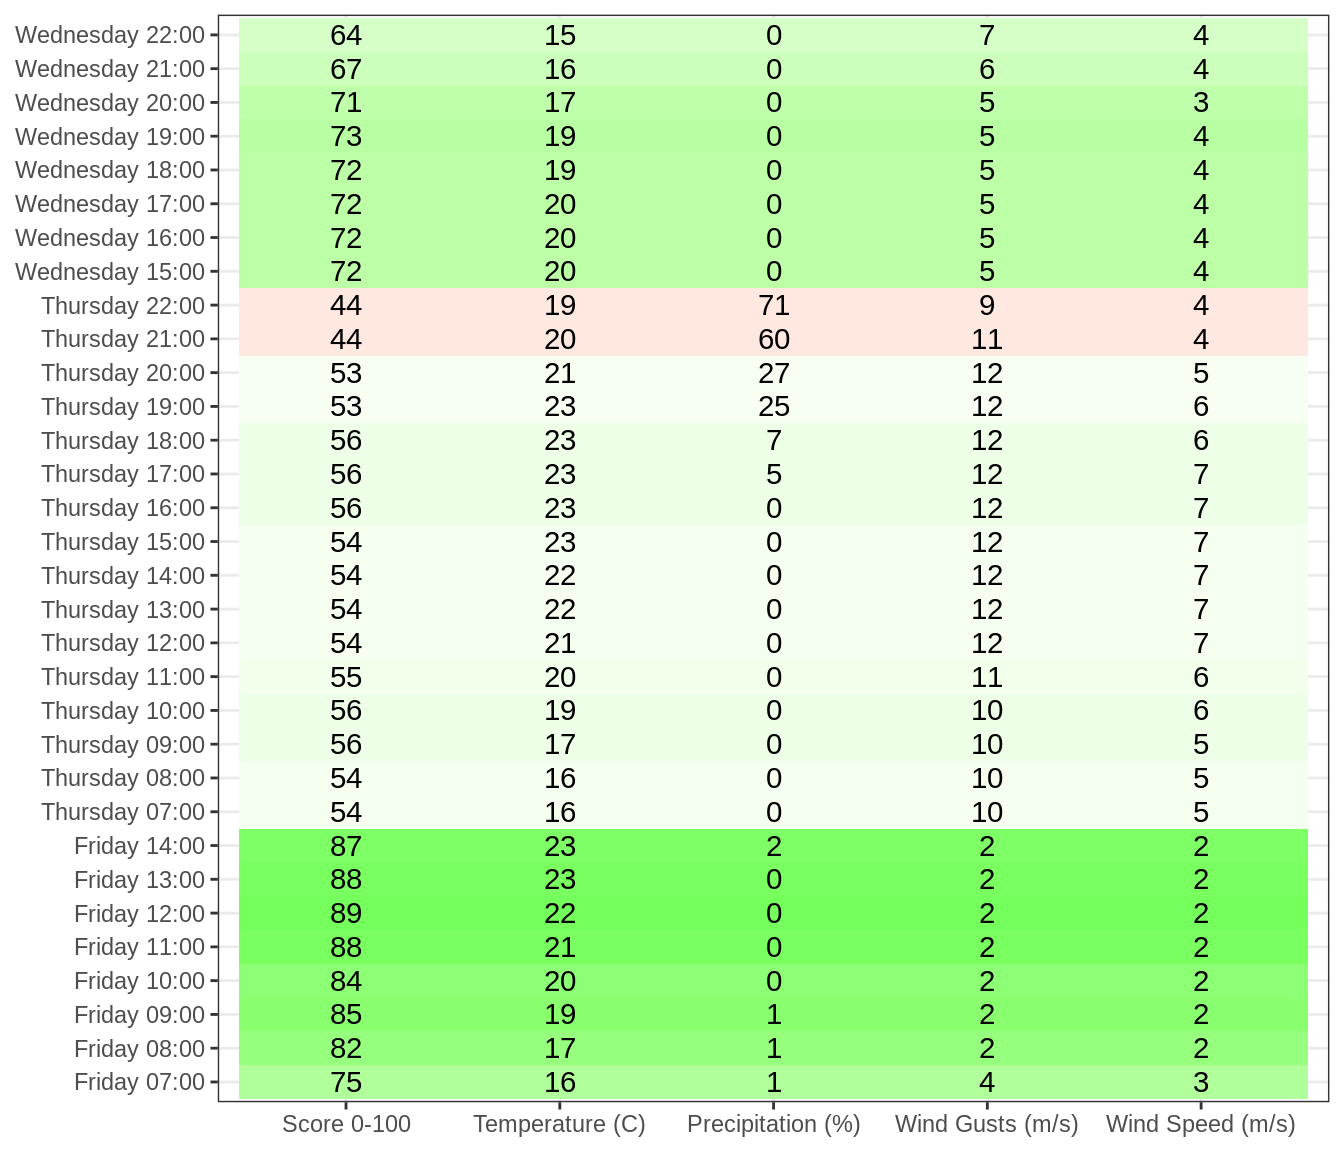 Wednesday 22:00 64 15 0 7 4
Wednesday 21:00 67 16 0 6 4
Wednesday 20:00 71 17 0 5 3
Wednesday 19:00 73 19 0 5 4
Wednesday 18:00 72 19 0 5 4
Wednesday 17:00 72 20 0 5 4
Wednesday 16:00 72 20 0 5 4
Wednesday 15:00 72 20 0 5 4
Thursday 22:00 44 19 71 9 4
Thursday 21:00 44 20 60 11 4
Thursday 20:00 53 21 27 12 5
Thursday 19:00 53 23 25 12 6
Thursday 18:00 56 23 7 12 6
Thursday 17:00 56 23 5 12 7
Thursday 16:00 56 23 0 12 7
Thursday 15:00 54 23 0 12 7
Thursday 14:00 54 22 0 12 7
Thursday 13:00 54 22 0 12 7
Thursday 12:00 54 21 0 12 7
Thursday 11:00 55 20 0 11 6
Thursday 10:00 56 19 0 10 6
Thursday 09:00 56 17 0 10 5
Thursday 08:00 54 16 0 10 5
Thursday 07:00 54 16 0 10 5
Friday 14:00 87 23 2 2 2
Friday 13:00 88 23 0 2 2
Friday 12:00 89 22 0 2 2
Friday 11:00 88 21 0 2 2
Friday 10:00 84 20 0 2 2
Friday 09:00 85 19 1 2 2
Friday 08:00 82 17 1 2 2
Friday 07:00 75 16 1 4 3
Score 0-100 Temperature (C) Precipitation (%) Wind Gusts (m/s) Wind Speed (m/s)